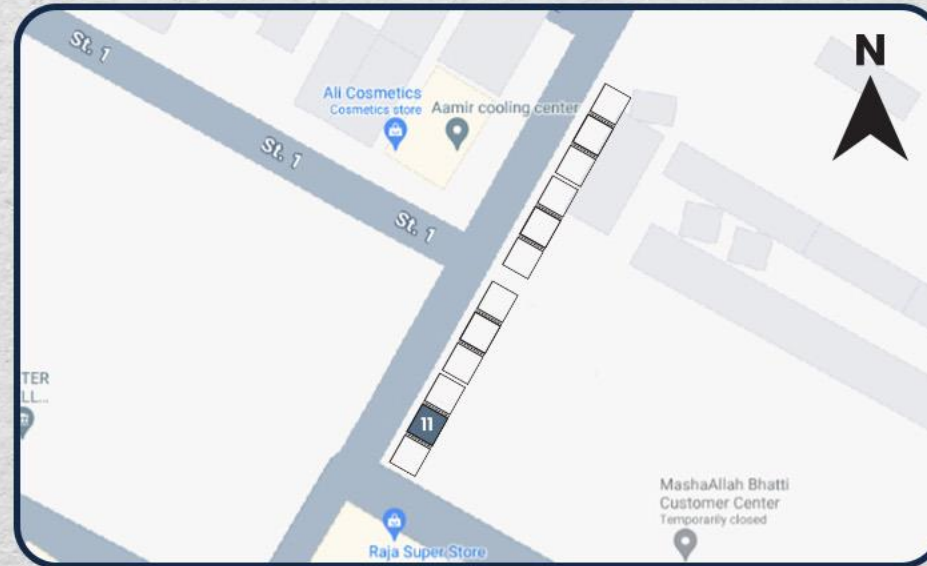 St. 1
N
Ali Cosmetics
Cosmetics store
Aamir cooling center
St. 1
St. 1
TER
LL...
11
MashaAllah Bhatti
Customer Center
Temporarily closed
Raja Super Store